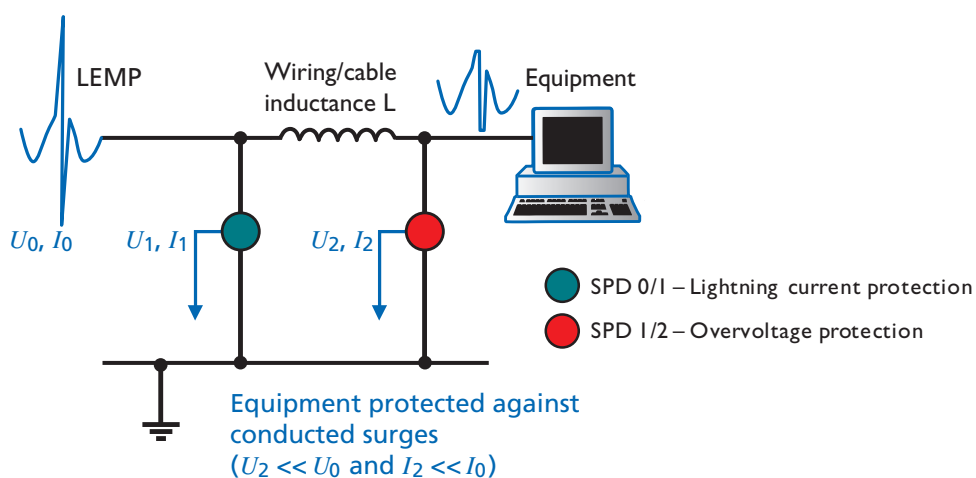 LEMP
Wiring/cable
inductance L
Equipment
U0, I0
U1, I1
U2, I2
SPD 0/1 – Lightning current protection
SPD 1/2 – Overvoltage protection
Equipment protected against
conducted surges
(U2 << U0 and I2 << I0)